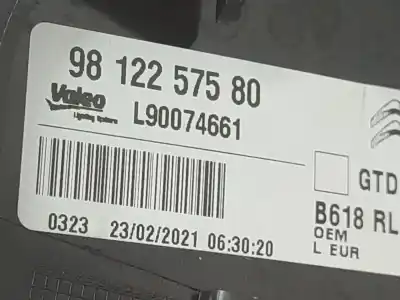 98 122 575 80
Valeo
Lighting Systems
L90074661
GTD
B618 RL
OEM
L EUR
0323 23/02/2021 06:30:20